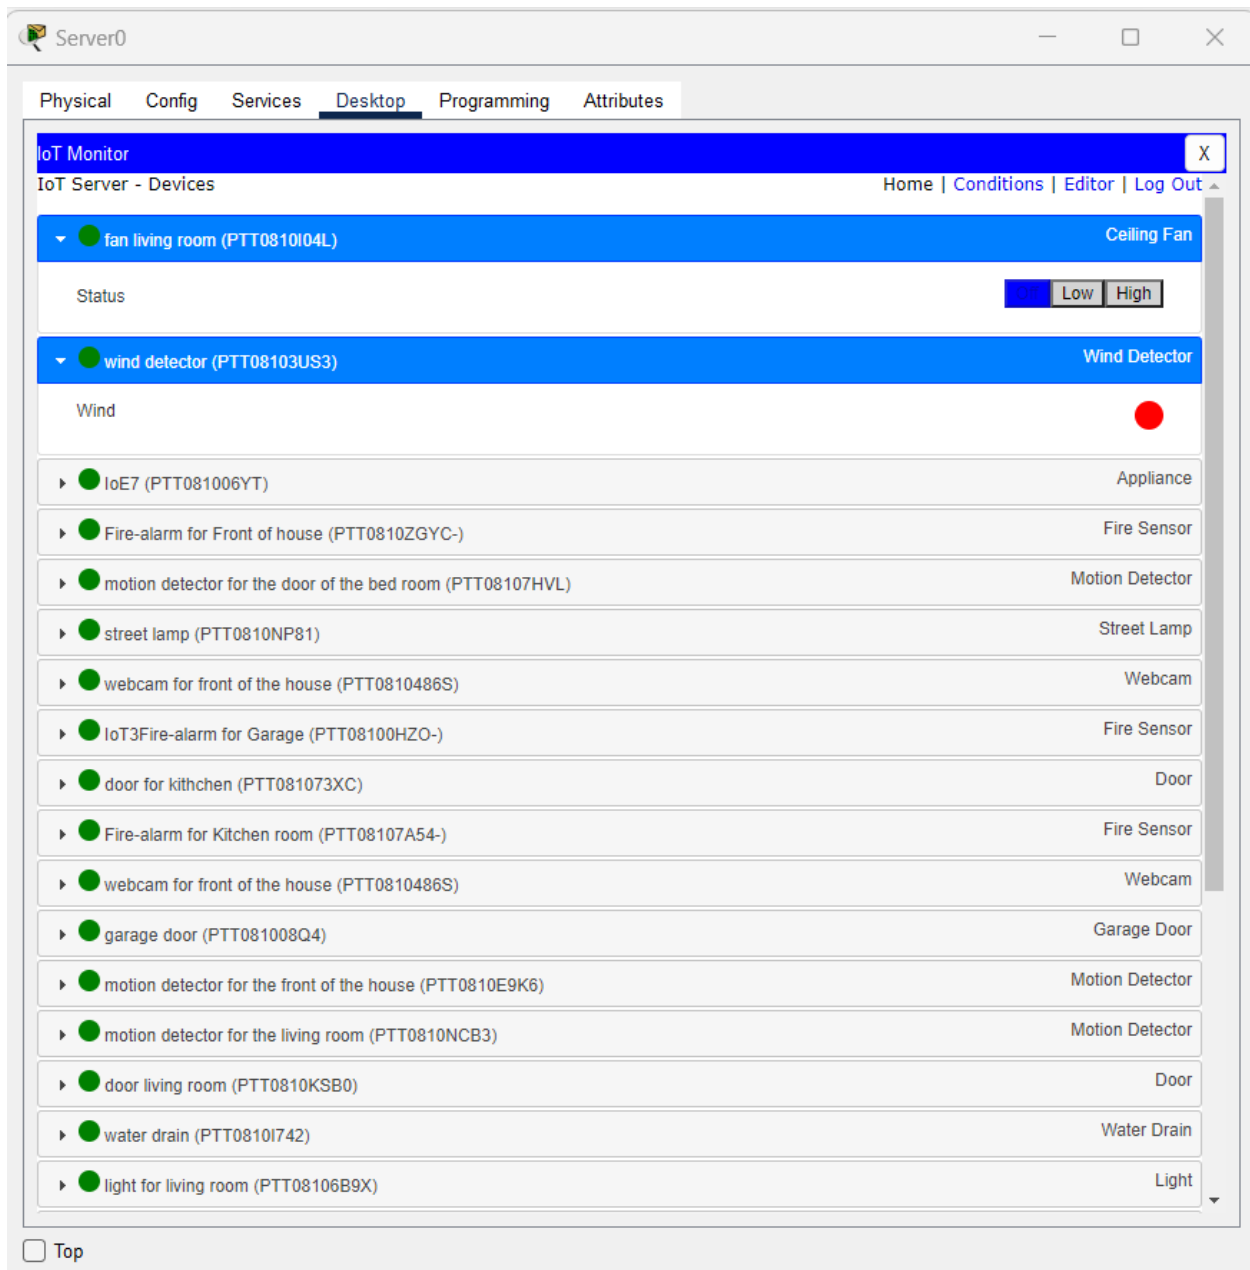 Server0
Physical Config Services Desktop Programming Attributes
IoT Monitor X
IoT Server - Devices Home | Conditions | Editor | Log Out
fan living room (PTT0810I04L) Ceiling Fan
Status Off Low High
wind detector (PTT08103US3) Wind Detector
Wind
IoE7 (PTT081006YT) Appliance
Fire-alarm for Front of house (PTT0810ZGYC-) Fire Sensor
motion detector for the door of the bed room (PTT08107HVL) Motion Detector
street lamp (PTT0810NP81) Street Lamp
webcam for front of the house (PTT0810486S) Webcam
IoT3Fire-alarm for Garage (PTT08100HZO-) Fire Sensor
door for kithchen (PTT081073XC) Door
Fire-alarm for Kitchen room (PTT08107A54-) Fire Sensor
webcam for front of the house (PTT0810486S) Webcam
garage door (PTT081008Q4) Garage Door
motion detector for the front of the house (PTT0810E9K6) Motion Detector
motion detector for the living room (PTT0810NCB3) Motion Detector
door living room (PTT0810KSB0) Door
water drain (PTT0810I742) Water Drain
light for living room (PTT08106B9X) Light
Top